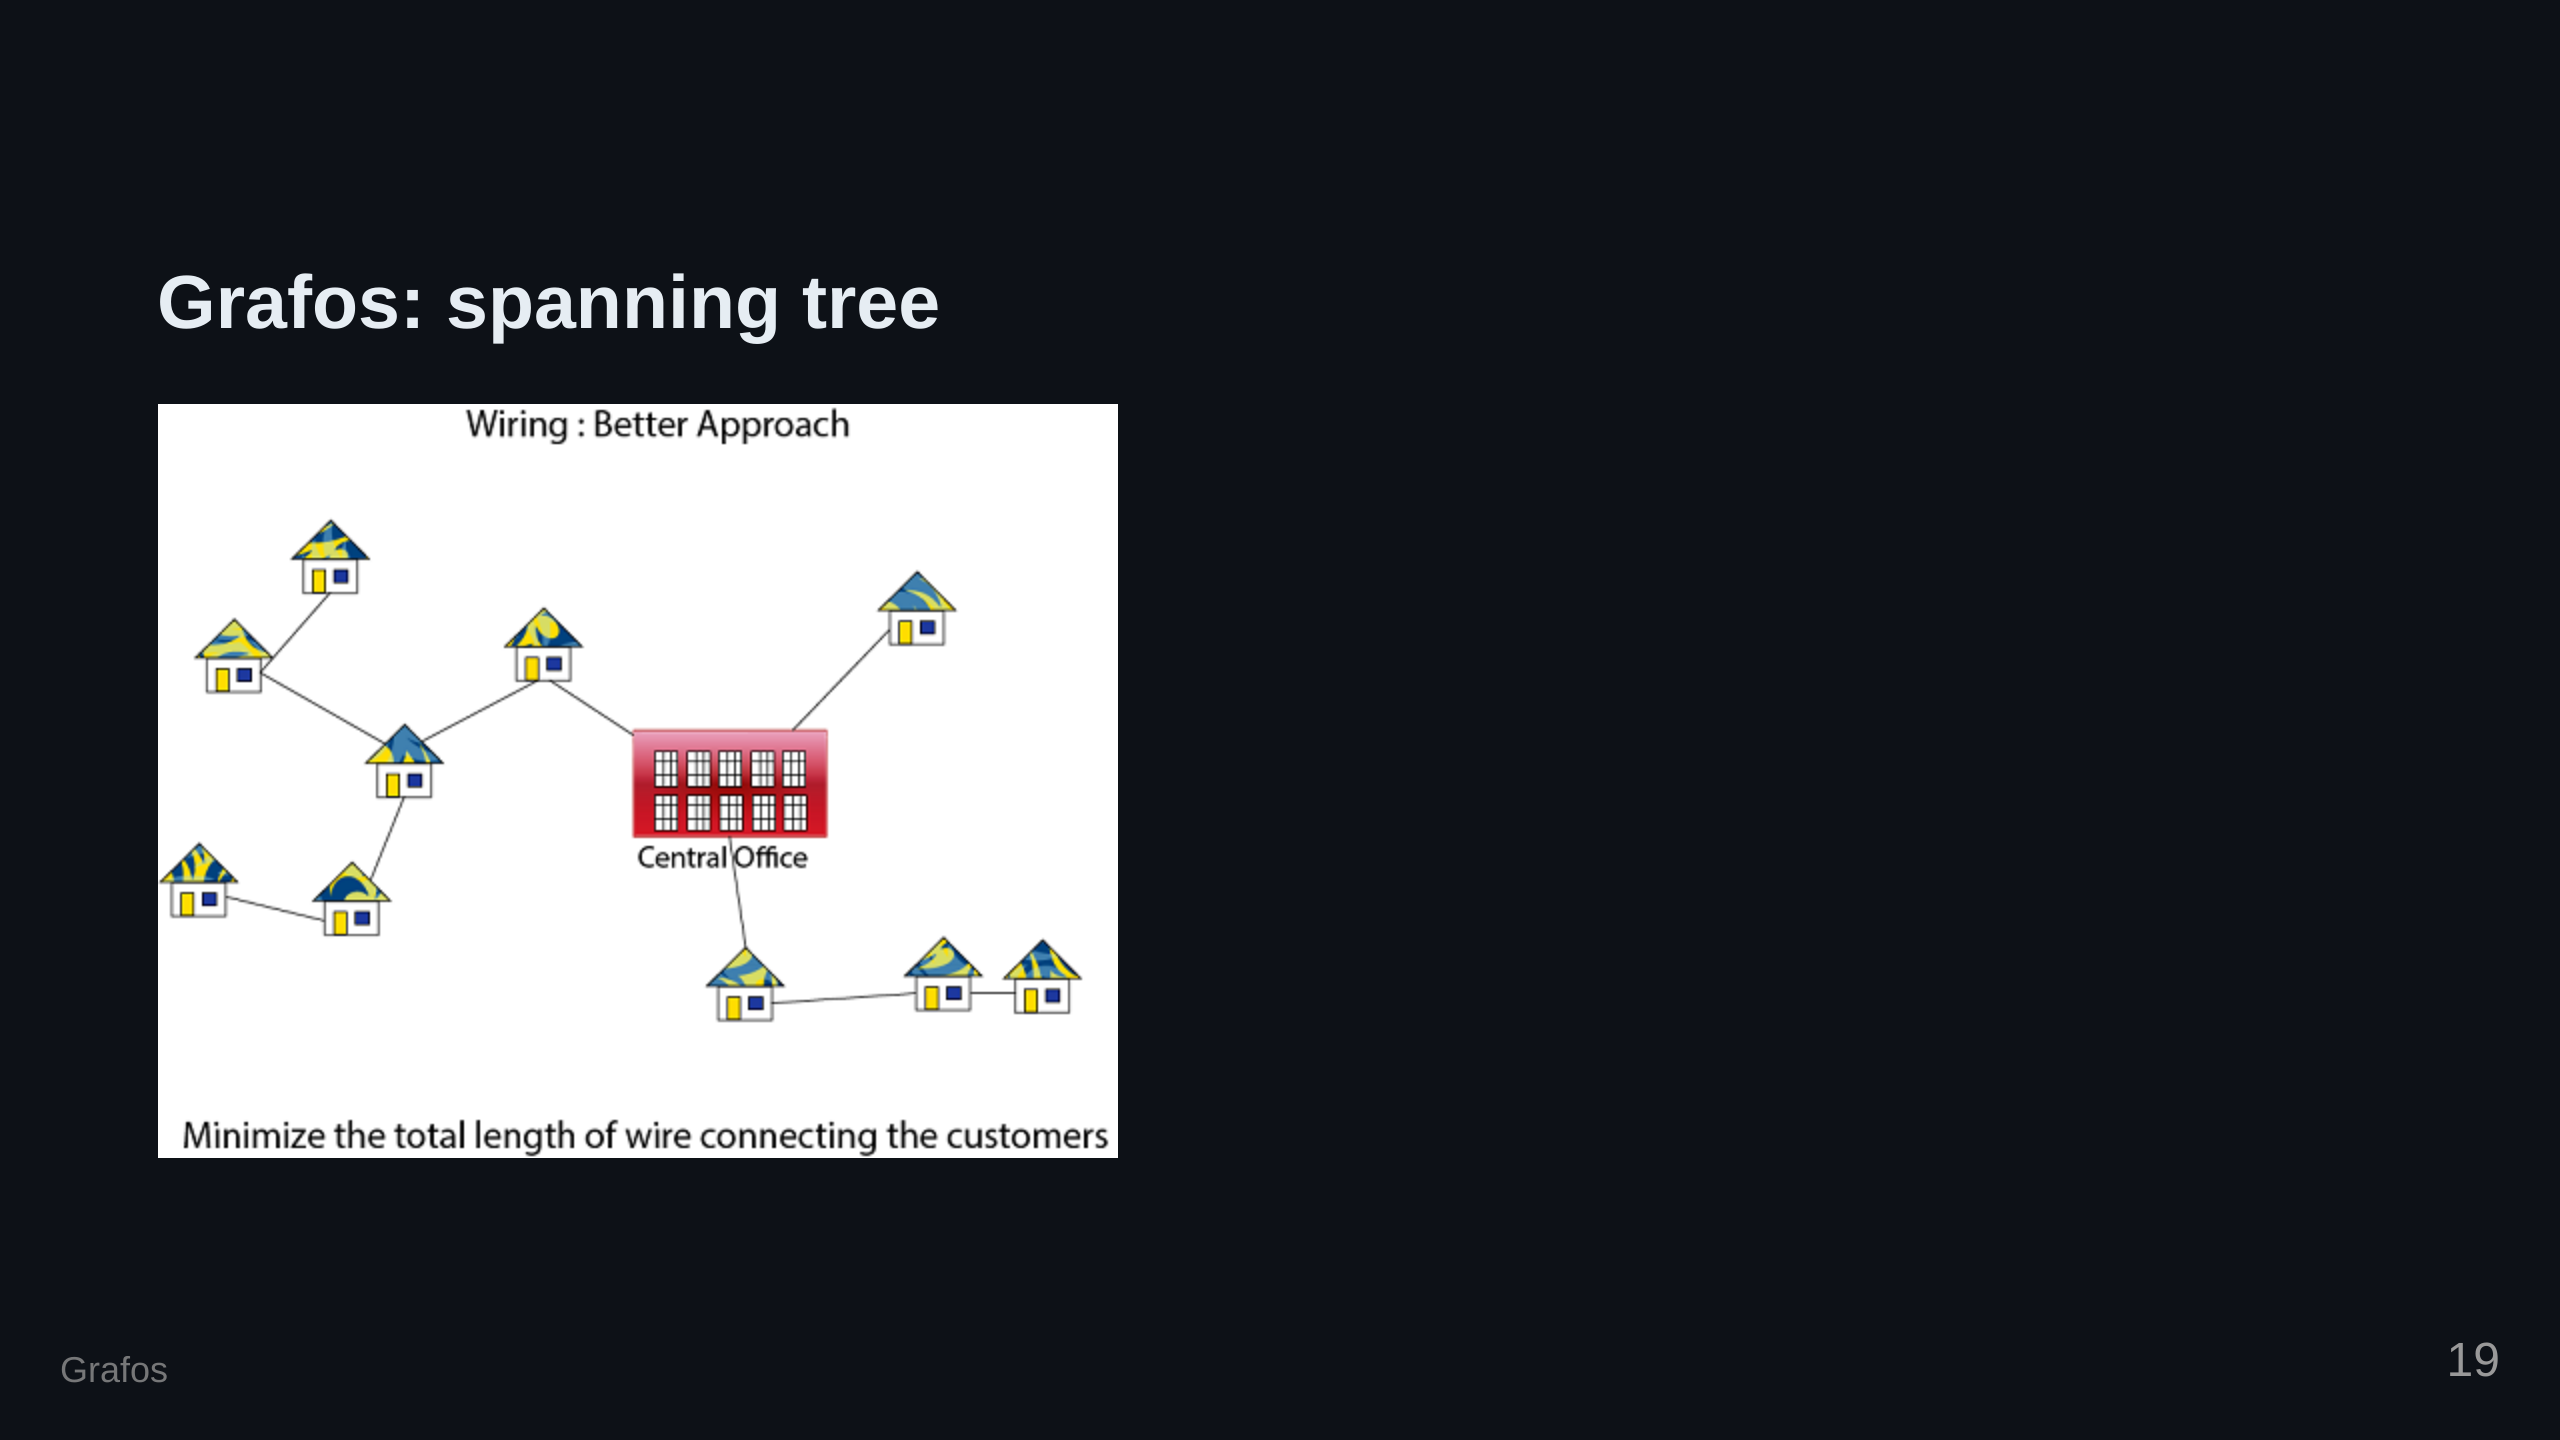 Grafos: spanning tree
Wiring : Better Approach
Central Office
Minimize the total length of wire connecting the customers
Grafos
19